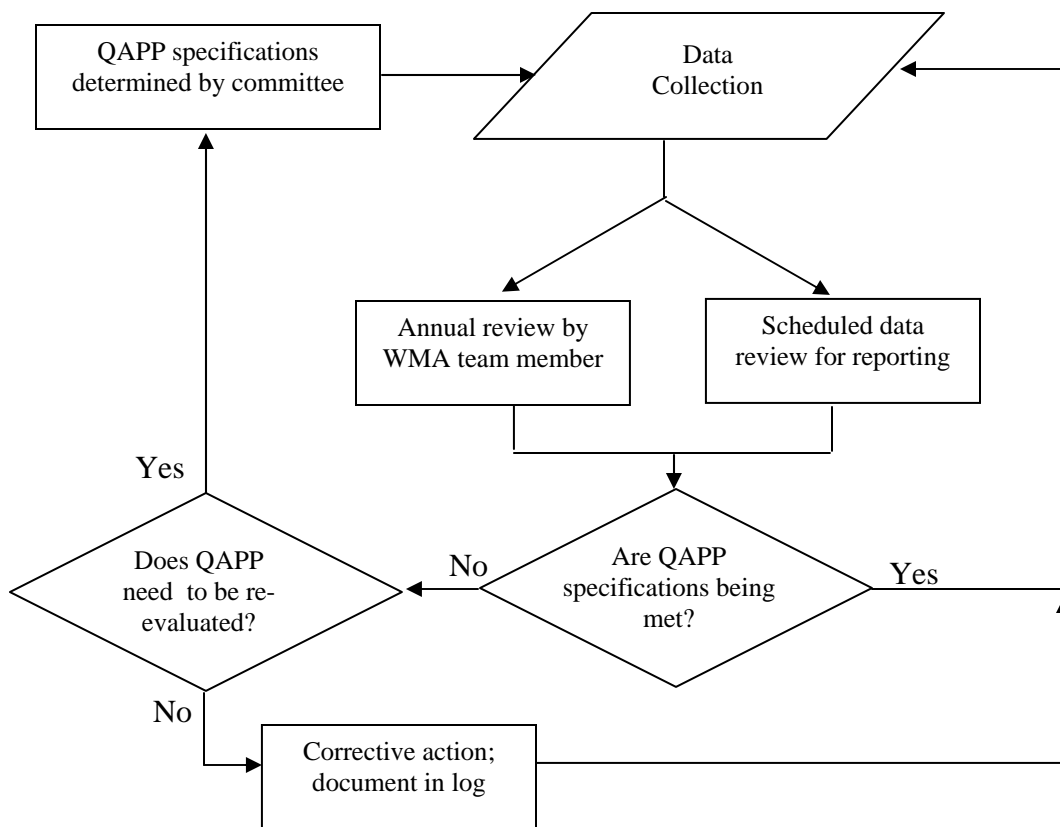 QAPP specifications
determined by committee
Data
Collection
Annual review by
WMA team member
Scheduled data
review for reporting
Yes
Does QAPP
need to be re-
evaluated?
No
Are QAPP
specifications being
met?
Yes
No
Corrective action;
document in log